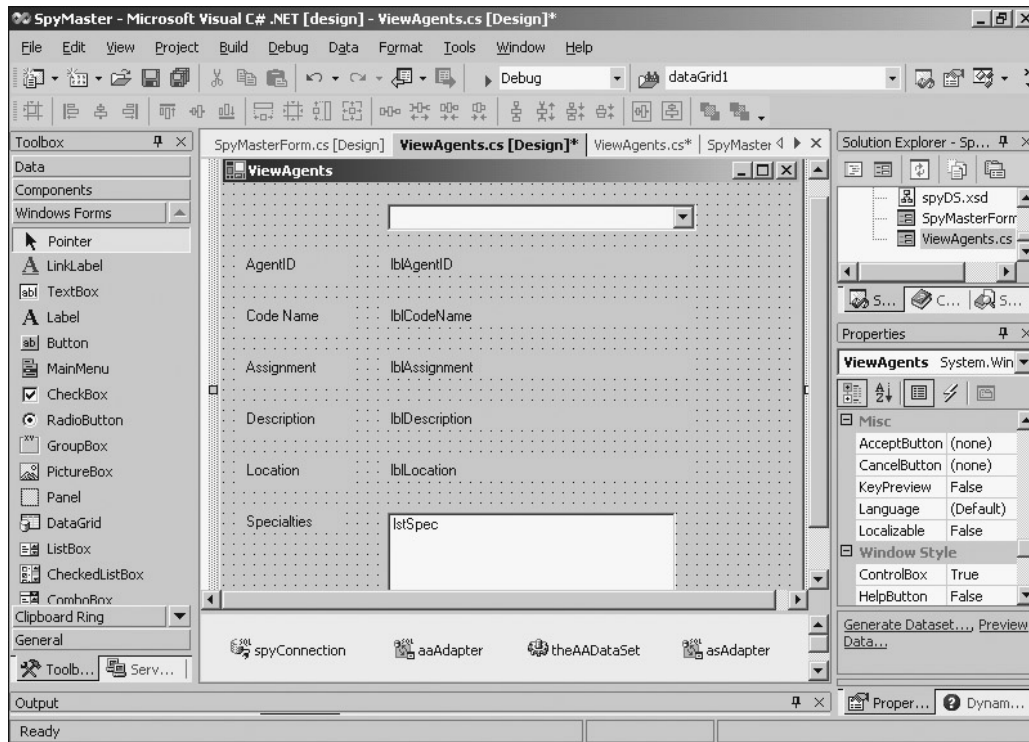 SpyMaster - Microsoft Visual C# .NET [design] - ViewAgents.cs [Design]*
File Edit View Project Build Debug Data Format Tools Window Help
Debug dataGrid1
Toolbox
Data
Components
Windows Forms
Pointer
LinkLabel
TextBox
Label
Button
MainMenu
CheckBox
RadioButton
GroupBox
PictureBox
Panel
DataGrid
ListBox
CheckedListBox
ComboBox
Clipboard Ring
General
Toolb... Serv...
SpyMasterForm.cs [Design] ViewAgents.cs [Design]* ViewAgents.cs* SpyMaster
ViewAgents
AgentID lblAgentID
Code Name lblCodeName
Assignment lblAssignment
Description lblDescription
Location lblLocation
Specialties lstSpec
spyConnection aaAdapter theAADataSet asAdapter
Solution Explorer - Sp...
spyDS.xsd
SpyMasterForm
ViewAgents.cs
S... C... S...
Properties
ViewAgents System.Win
Misc
AcceptButton (none)
CancelButton (none)
KeyPreview False
Language (Default)
Localizable False
Window Style
ControlBox True
HelpButton False
Generate Dataset..., Preview
Data...
Proper... Dynam...
Output
Ready